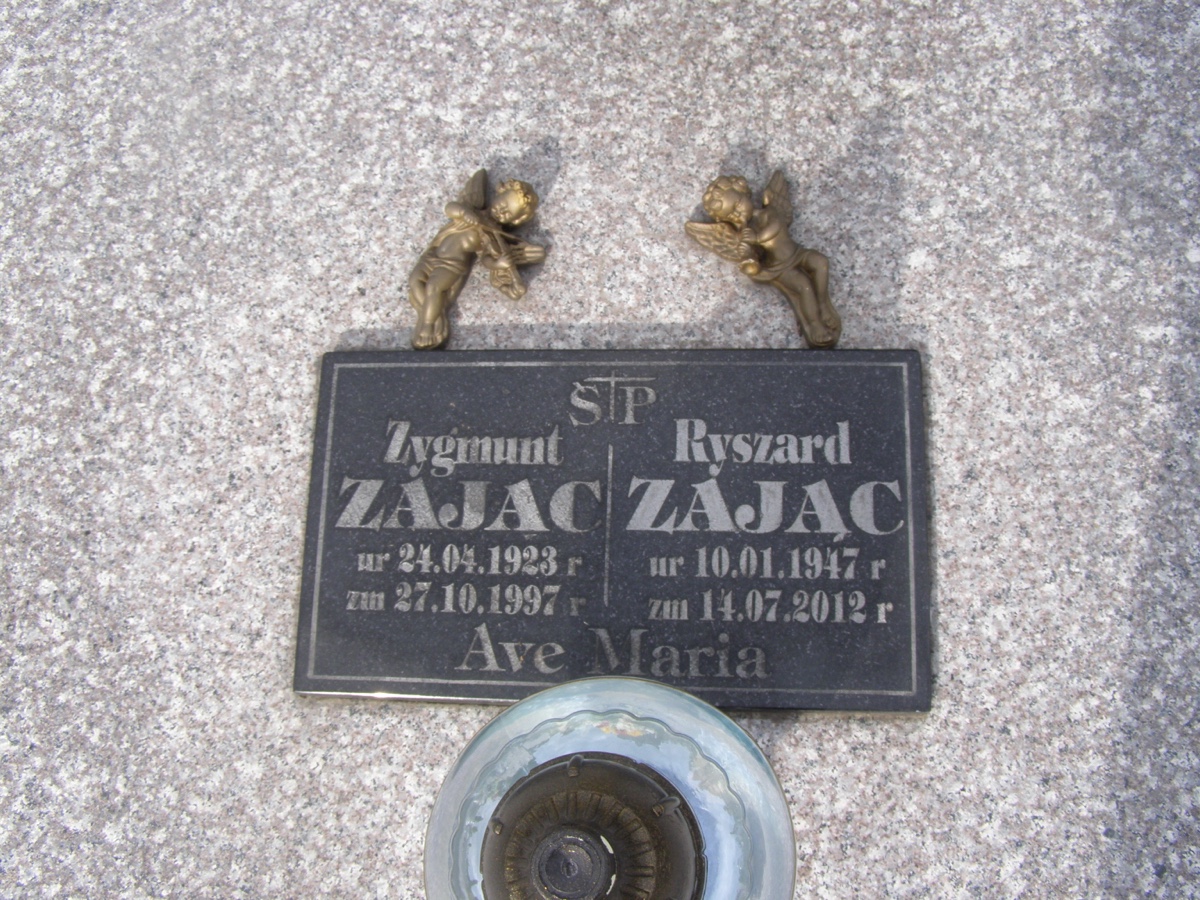 Ś†P
Zygmunt
ZAJĄC
ur 24.04.1923 r
zm 27.10.1997 r
Ryszard
ZAJĄC
ur 10.01.1947 r
zm 14.07.2012 r
Ave Maria